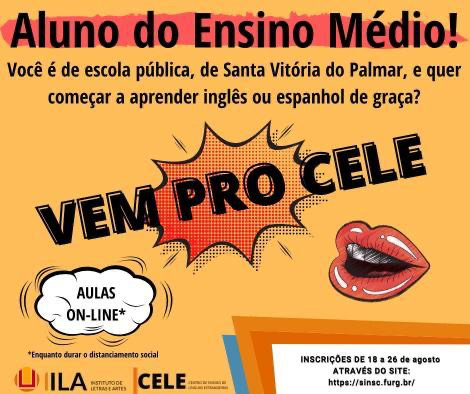 Aluno do Ensino Médio!
Você é de escola pública, de Santa Vitória do Palmar, e quer
começar a aprender inglês ou espanhol de graça?
VEM PRO CELE
AULAS
ON-LINE*
*Enquanto durar o distanciamento social
ILA INSTITUTO DE
LETRAS E ARTES
CELE CENTRO DE ENSINO DE
LÍNGUAS ESTRANGEIRAS
INSCRIÇÕES DE 18 a 26 de agosto
ATRAVÉS DO SITE:
https://sinsc.furg.br/